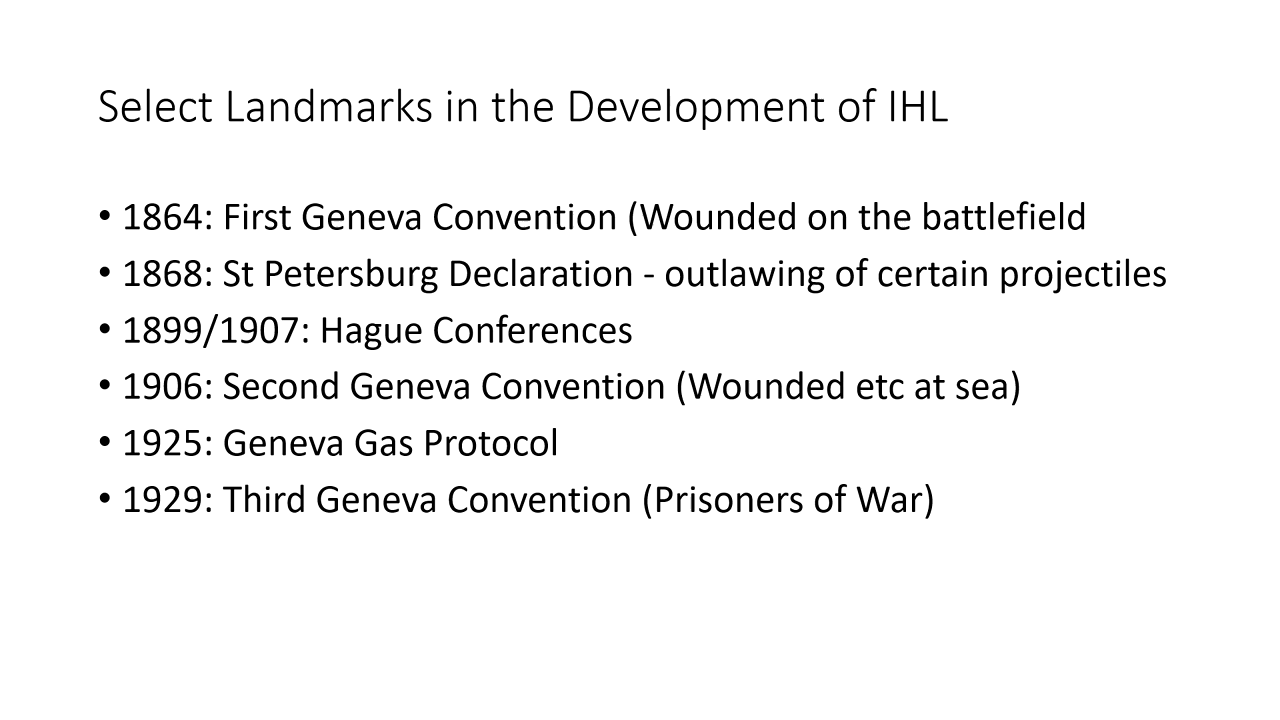 Select Landmarks in the Development of IHL
• 1864: First Geneva Convention (Wounded on the battlefield
• 1868: St Petersburg Declaration - outlawing of certain projectiles
• 1899/1907: Hague Conferences
• 1906: Second Geneva Convention (Wounded etc at sea)
• 1925: Geneva Gas Protocol
• 1929: Third Geneva Convention (Prisoners of War)